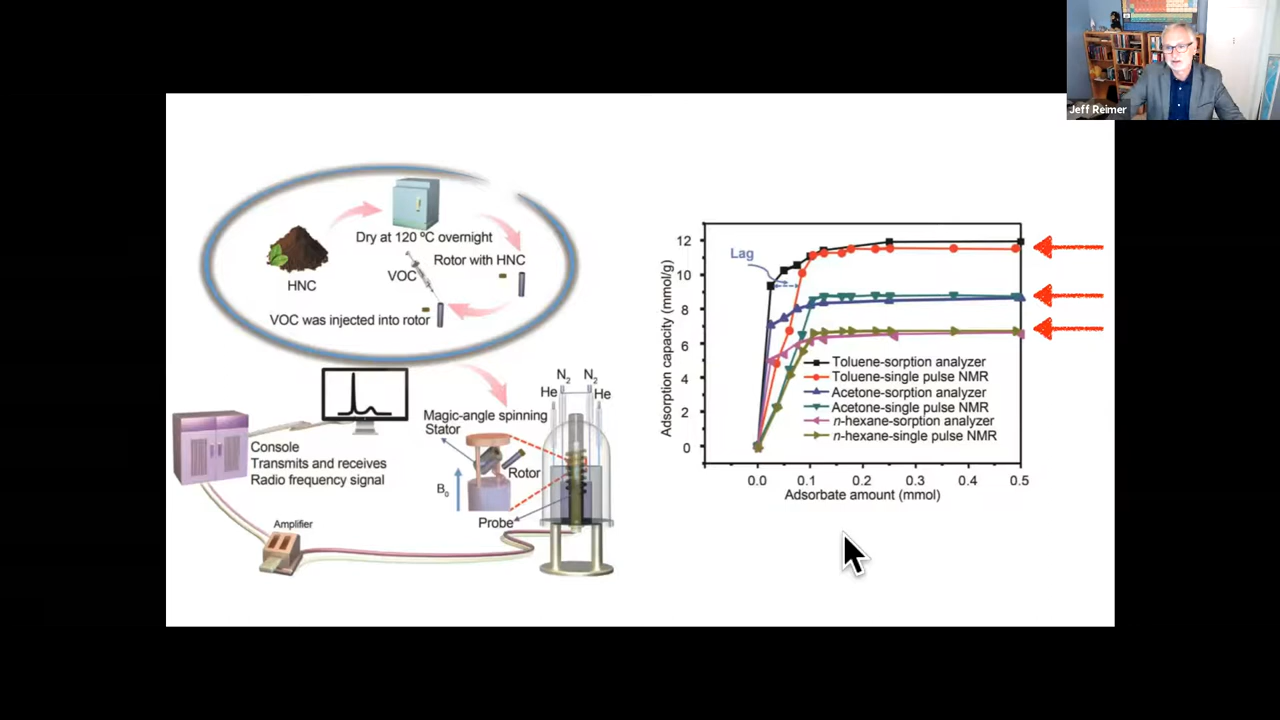 Jeff Reimer
Dry at 120 ºC overnight
HNC
VOC
Rotor with HNC
VOC was injected into rotor
N2 N2
He He
Magic-angle spinning
Stator
Rotor
B0
Probe
Console
Transmits and receives
Radio frequency signal
Amplifier
Adsorption capacity (mmol/g)
12
10
8
6
4
2
0
Lag
Toluene-sorption analyzer
Toluene-single pulse NMR
Acetone-sorption analyzer
Acetone-single pulse NMR
n-hexane-sorption analyzer
n-hexane-single pulse NMR
0.0 0.1 0.2 0.3 0.4 0.5
Adsorbate amount (mmol)